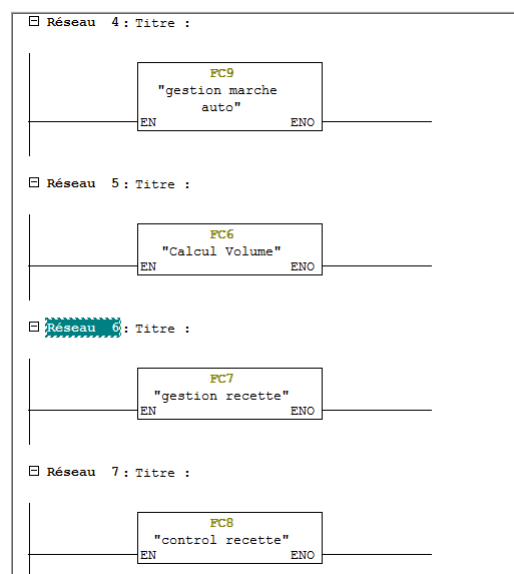 Réseau 4 : Titre :
FC9
"gestion marche
auto"
EN ENO
Réseau 5 : Titre :
FC6
"Calcul Volume"
EN ENO
Réseau 6 : Titre :
FC7
"gestion recette"
EN ENO
Réseau 7 : Titre :
FC8
"control recette"
EN ENO